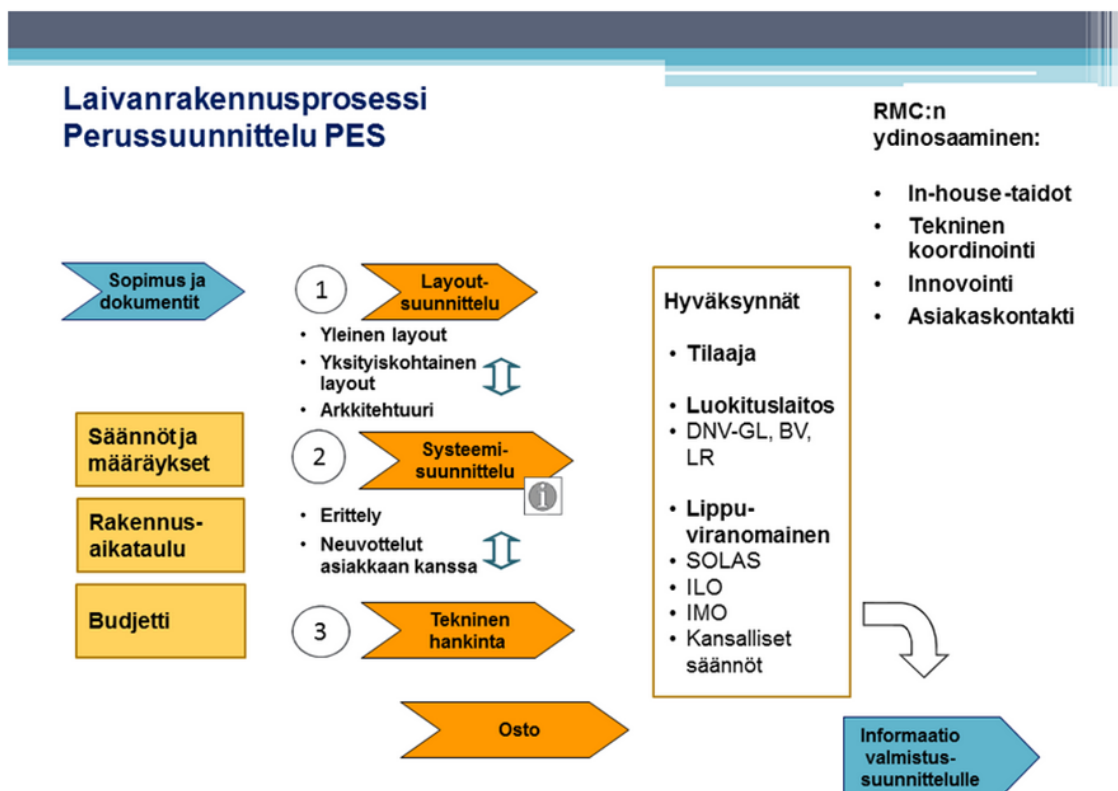 Laivanrakennusprosessi
Perussuunnittelu PES
RMC:n
ydinosaaminen:
• In-house-taidot
• Tekninen
koordinointi
• Innovointi
• Asiakaskontakti
Sopimus ja
dokumentit
Säännöt ja
määräykset
Rakennus-
aikataulu
Budjetti
1
Layout-
suunnittelu
• Yleinen layout
• Yksityiskohtainen
layout
• Arkkitehtuuri
2
Systeemi-
suunnittelu
• Erittely
• Neuvottelut
asiakkaan kanssa
3
Tekninen
hankinta
Osto
Hyväksynnät
• Tilaaja
• Luokituslaitos
• DNV-GL, BV,
LR
• Lippu-
viranomainen
• SOLAS
• ILO
• IMO
• Kansalliset
säännöt
Informaatio
valmistus-
suunnittelulle